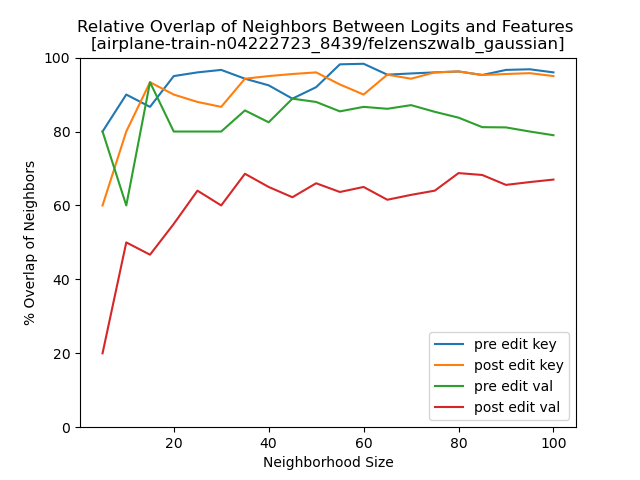 Relative Overlap of Neighbors Between Logits and Features
[airplane-train-n04222723_8439/felzenszwalb_gaussian]
100
80
60
40
20
0
% Overlap of Neighbors
20 40 60 80 100
Neighborhood Size
pre edit key
post edit key
pre edit val
post edit val